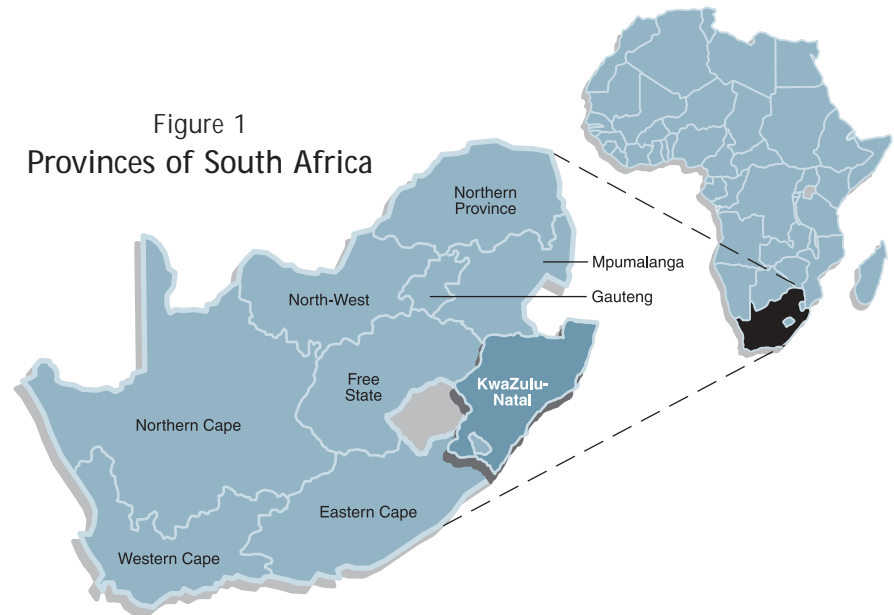 Figure 1
Provinces of South Africa
Northern
Province
Mpumalanga
Gauteng
North-West
Free
State
KwaZulu-
Natal
Northern Cape
Eastern Cape
Western Cape